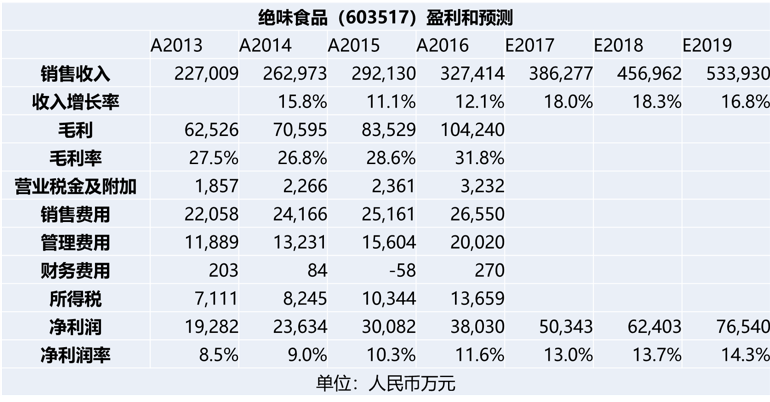 绝味食品（603517）盈利和预测
A2013 A2014 A2015 A2016 E2017 E2018 E2019
销售收入 227,009 262,973 292,130 327,414 386,277 456,962 533,930
收入增长率 15.8% 11.1% 12.1% 18.0% 18.3% 16.8%
毛利 62,526 70,595 83,529 104,240
毛利率 27.5% 26.8% 28.6% 31.8%
营业税金及附加 1,857 2,266 2,361 3,232
销售费用 22,058 24,166 25,161 26,550
管理费用 11,889 13,231 15,604 20,020
财务费用 203 84 -58 270
所得税 7,111 8,245 10,344 13,659
净利润 19,282 23,634 30,082 38,030 50,343 62,403 76,540
净利润率 8.5% 9.0% 10.3% 11.6% 13.0% 13.7% 14.3%
单位：人民币万元